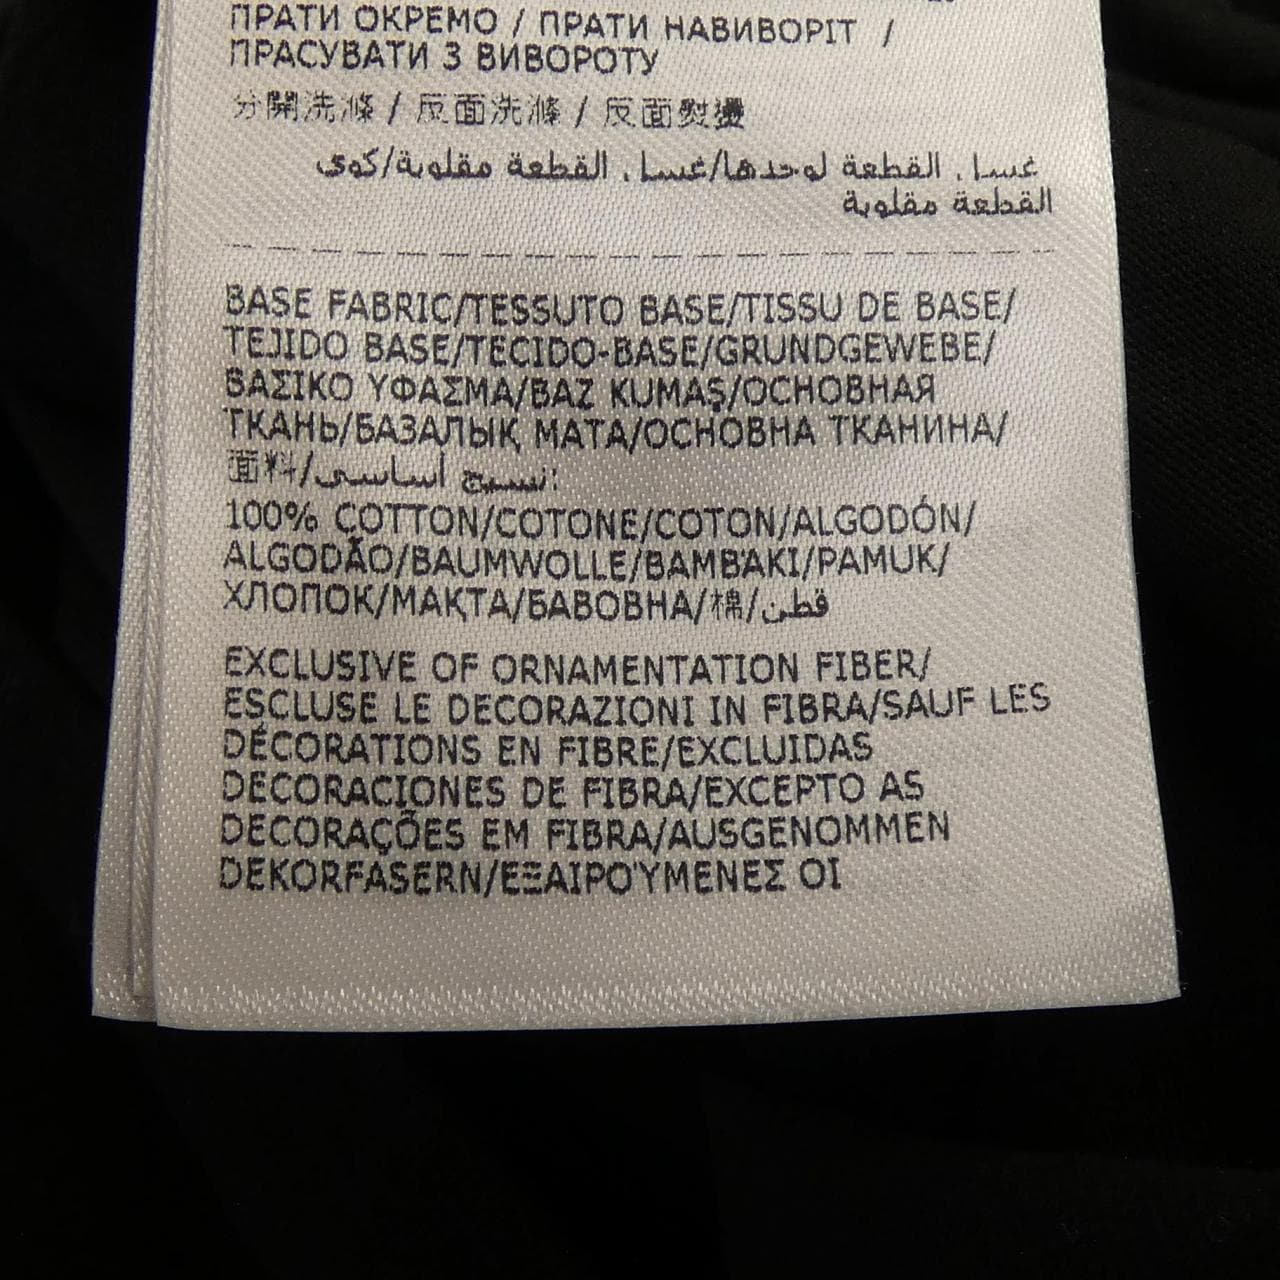 ПРАТИ ОКРЕМО / ПРАТИ НАВИВОРІТ /
ПРАСУВАТИ З ВИВОРОТУ
分開洗滌 / 反面洗滌 / 反面熨燙
غسل القطعة لوحدها/غسل القطعة مقلوبة/كوي
القطعة مقلوبة
BASE FABRIC/TESSUTO BASE/TISSU DE BASE/
TEJIDO BASE/TECIDO-BASE/GRUNDGEWEBE/
ΒΑΣΙΚΟ ΥΦΑΣΜΑ/BAZ KUMAŞ/ОСНОВНАЯ
ТКАНЬ/БАЗАЛЫҚ МАТА/ОСНОВНА ТКАНИНА/
面料/نسيج أساسي:
100% COTTON/COTONE/COTON/ALGODÓN/
ALGODÃO/BAUMWOLLE/ΒΑΜΒΆΚΙ/PAMUK/
ХЛОПОК/МАҚТА/БАВОВНА/棉/قطن
EXCLUSIVE OF ORNAMENTATION FIBER/
ESCLUSE LE DECORAZIONI IN FIBRA/SAUF LES
DÉCORATIONS EN FIBRE/EXCLUIDAS
DECORACIONES DE FIBRA/EXCEPTO AS
DECORAÇÕES EM FIBRA/AUSGENOMMEN
DEKORFASERN/ΕΞΑΙΡΟΎΜΕΝΕΣ ΟΙ